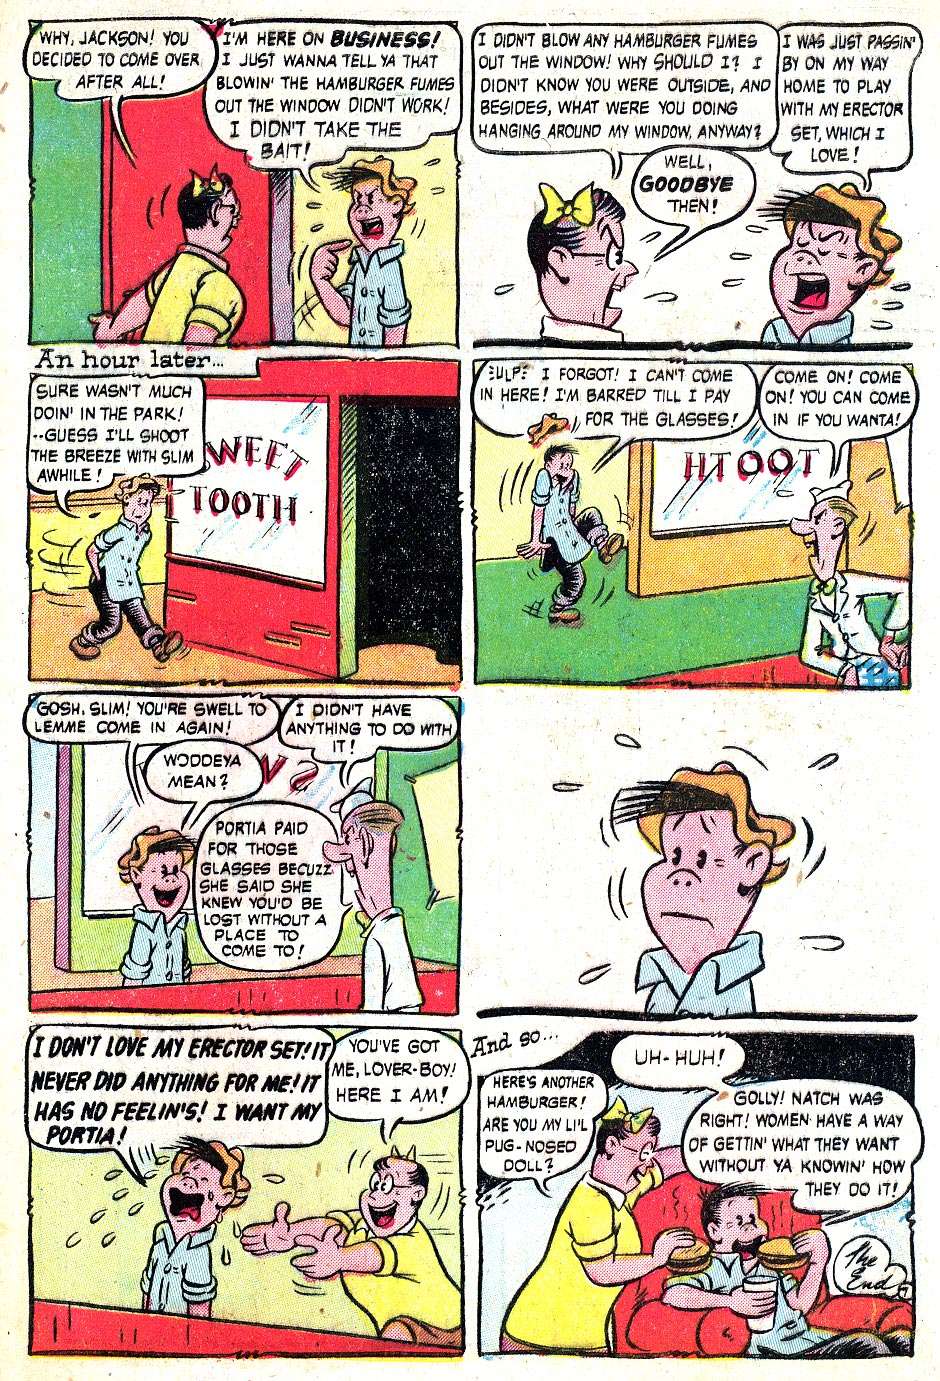 WHY, JACKSON! YOU
DECIDED TO COME OVER
AFTER ALL!
I'M HERE ON BUSINESS!
I JUST WANNA TELL YA THAT
BLOWIN' THE HAMBURGER FUMES
OUT THE WINDOW DIDN'T WORK!
I DIDN'T TAKE THE
BAIT!
I DIDN'T BLOW ANY HAMBURGER FUMES
OUT THE WINDOW! WHY SHOULD I? I
DIDN'T KNOW YOU WERE OUTSIDE, AND
BESIDES, WHAT WERE YOU DOING
HANGING AROUND MY WINDOW, ANYWAY?
I WAS JUST PASSIN'
BY ON MY WAY
HOME TO PLAY
WITH MY ERECTOR
SET, WHICH I
LOVE!
WELL,
GOODBYE
THEN!
An hour later...
SURE WASN'T MUCH
DOIN' IN THE PARK!
--GUESS I'LL SHOOT
THE BREEZE WITH SLIM
AWHILE!
WEET
TOOTH
ULP! I FORGOT! I CAN'T COME
IN HERE! I'M BARRED TILL I PAY
FOR THE GLASSES!
COME ON! COME
ON! YOU CAN COME
IN IF YOU WANTA!
HTOOT
GOSH, SLIM! YOU'RE SWELL TO
LEMME COME IN AGAIN!
I DIDN'T HAVE
ANYTHING TO DO WITH
IT!
WODDEYA
MEAN?
PORTIA PAID
FOR THOSE
GLASSES BECUZZ
SHE SAID SHE
KNEW YOU'D BE
LOST WITHOUT A
PLACE TO
COME TO!
I DON'T LOVE MY ERECTOR SET! IT
NEVER DID ANYTHING FOR ME! IT
HAS NO FEELIN'S! I WANT MY
PORTIA!
YOU'VE GOT
ME, LOVER-BOY!
HERE I AM!
And so...
UH-HUH!
HERE'S ANOTHER
HAMBURGER!
ARE YOU MY LI'L
PUG-NOSED
DOLL?
GOLLY! NATCH WAS
RIGHT! WOMEN HAVE A WAY
OF GETTIN' WHAT THEY WANT
WITHOUT YA KNOWIN' HOW
THEY DO IT!
The
End
7